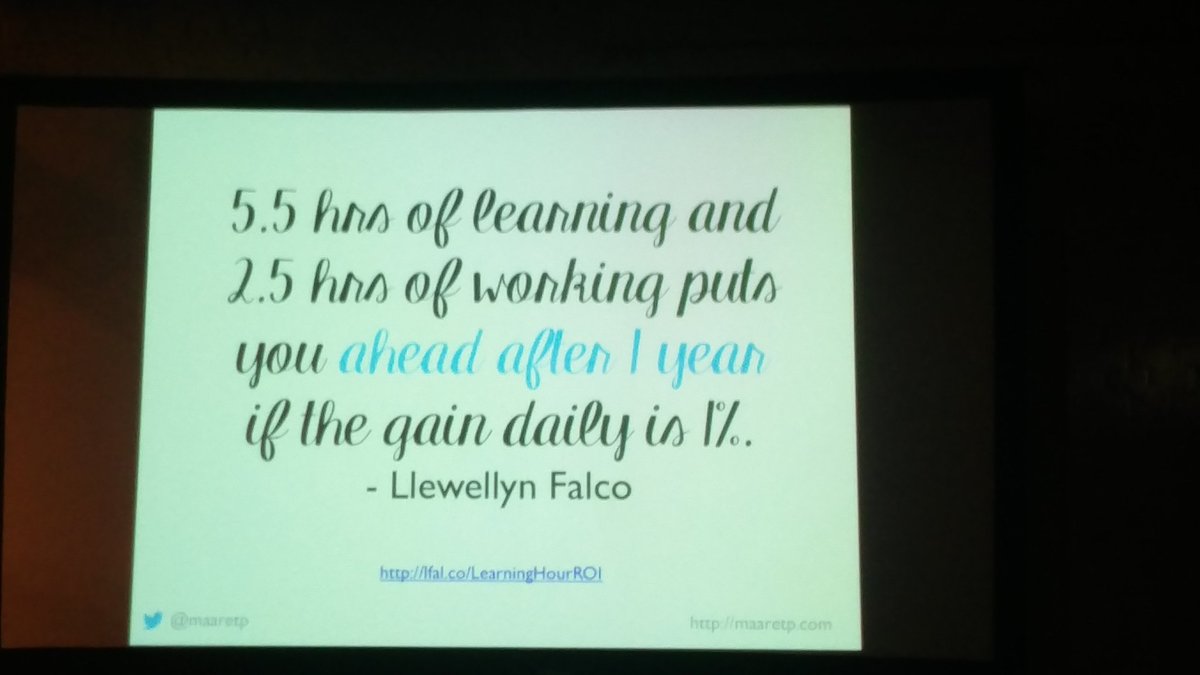 5.5 hrs of learning and
2.5 hrs of working puts
you ahead after 1 year
if the gain daily is 1%.
- Llewellyn Falco
http://lfal.co/LearningHourROI
@maaretp
http://maaretp.com